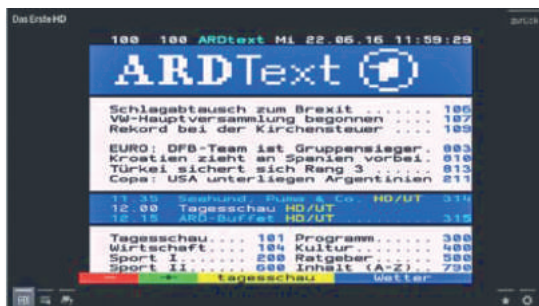 Das Erste HD
zurück
100 100 ARDtext Mi 22.06.16 11:59:29
ARDText 1
Schlagabtausch zum Brexit ....... 106
VW-Hauptversammlung begonnen .... 107
Rekord bei der Kirchensteuer .... 109
EURO: DFB-Team ist Gruppensieger. 803
Kroatien zieht an Spanien vorbei. 810
Türkei sichert sich Rang 3 ...... 813
Copa: USA unterliegen Argentinien 211
11.35 Seehund, Puma & Co. HD/UT 314
12.00 Tagesschau HD/UT
12.15 ARD-Buffet HD/UT 315
Tagesschau.... 101 Programm..... 300
Wirtschaft.... 104 Kultur....... 400
Sport I....... 200 Ratgeber..... 500
Sport II...... 600 Inhalt (A-Z). 790
- + tagesschau Wetter
HD